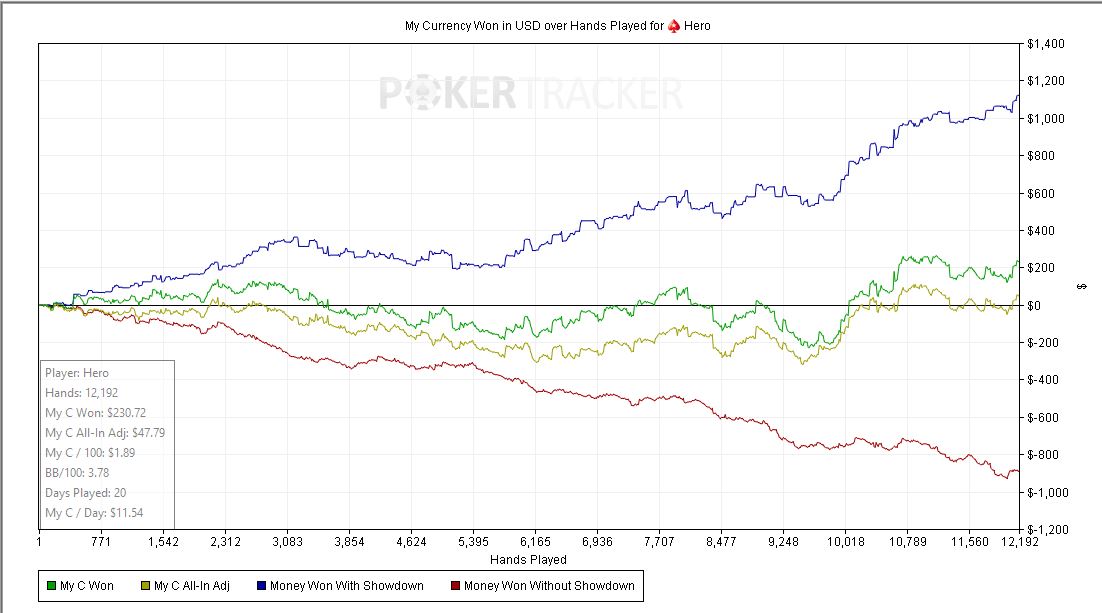 My Currency Won in USD over Hands Played for Hero
POKERTRACKER
$1,400
$1,200
$1,000
$800
$600
$400
$200
$0
$-200
$-400
$-600
$-800
$-1,000
$-1,200
$
Player: Hero
Hands: 12,192
My C Won: $230.72
My C All-In Adj: $47.79
My C / 100: $1.89
BB/100: 3.78
Days Played: 20
My C / Day: $11.54
1 771 1,542 2,312 3,083 3,854 4,624 5,395 6,165 6,936 7,707 8,477 9,248 10,018 10,789 11,560 12,192
Hands Played
My C Won My C All-In Adj Money Won With Showdown Money Won Without Showdown